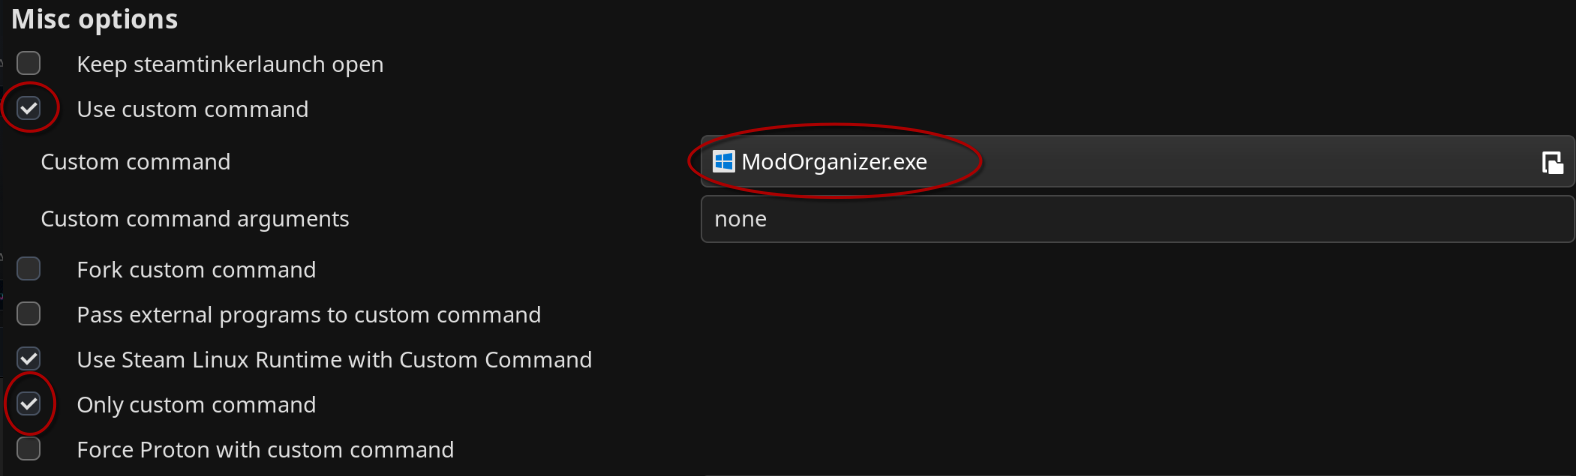 Misc options
Keep steamtinkerlaunch open
Use custom command
Custom command ModOrganizer.exe
Custom command arguments none
Fork custom command
Pass external programs to custom command
Use Steam Linux Runtime with Custom Command
Only custom command
Force Proton with custom command